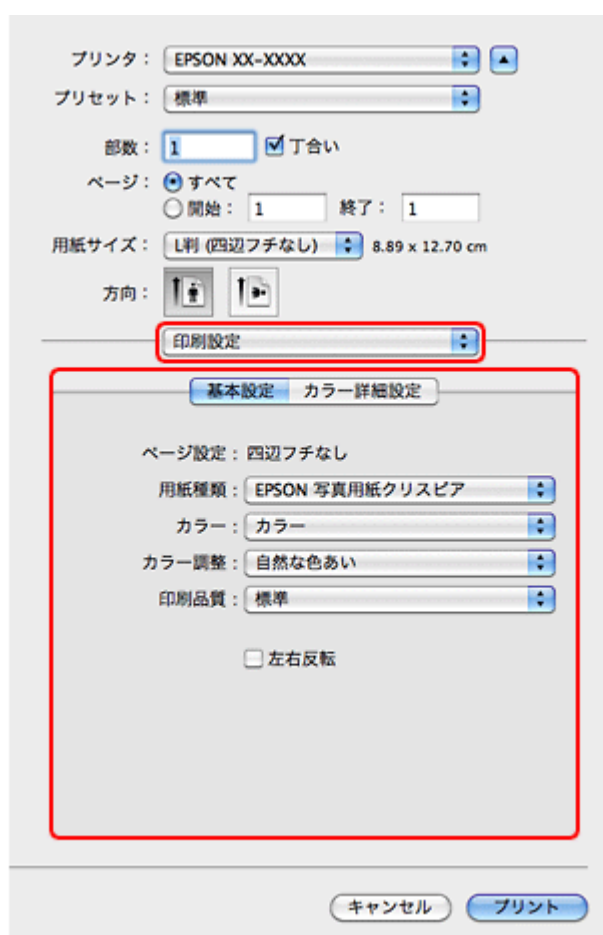 プリンタ： EPSON XX-XXXX
プリセット： 標準
部数： 1 丁合い
ページ： すべて
開始： 1 終了： 1
用紙サイズ： L判 (四辺フチなし) 8.89 x 12.70 cm
方向：
印刷設定
基本設定 カラー詳細設定
ページ設定： 四辺フチなし
用紙種類： EPSON 写真用紙クリスピア
カラー： カラー
カラー調整： 自然な色あい
印刷品質： 標準
左右反転
キャンセル プリント